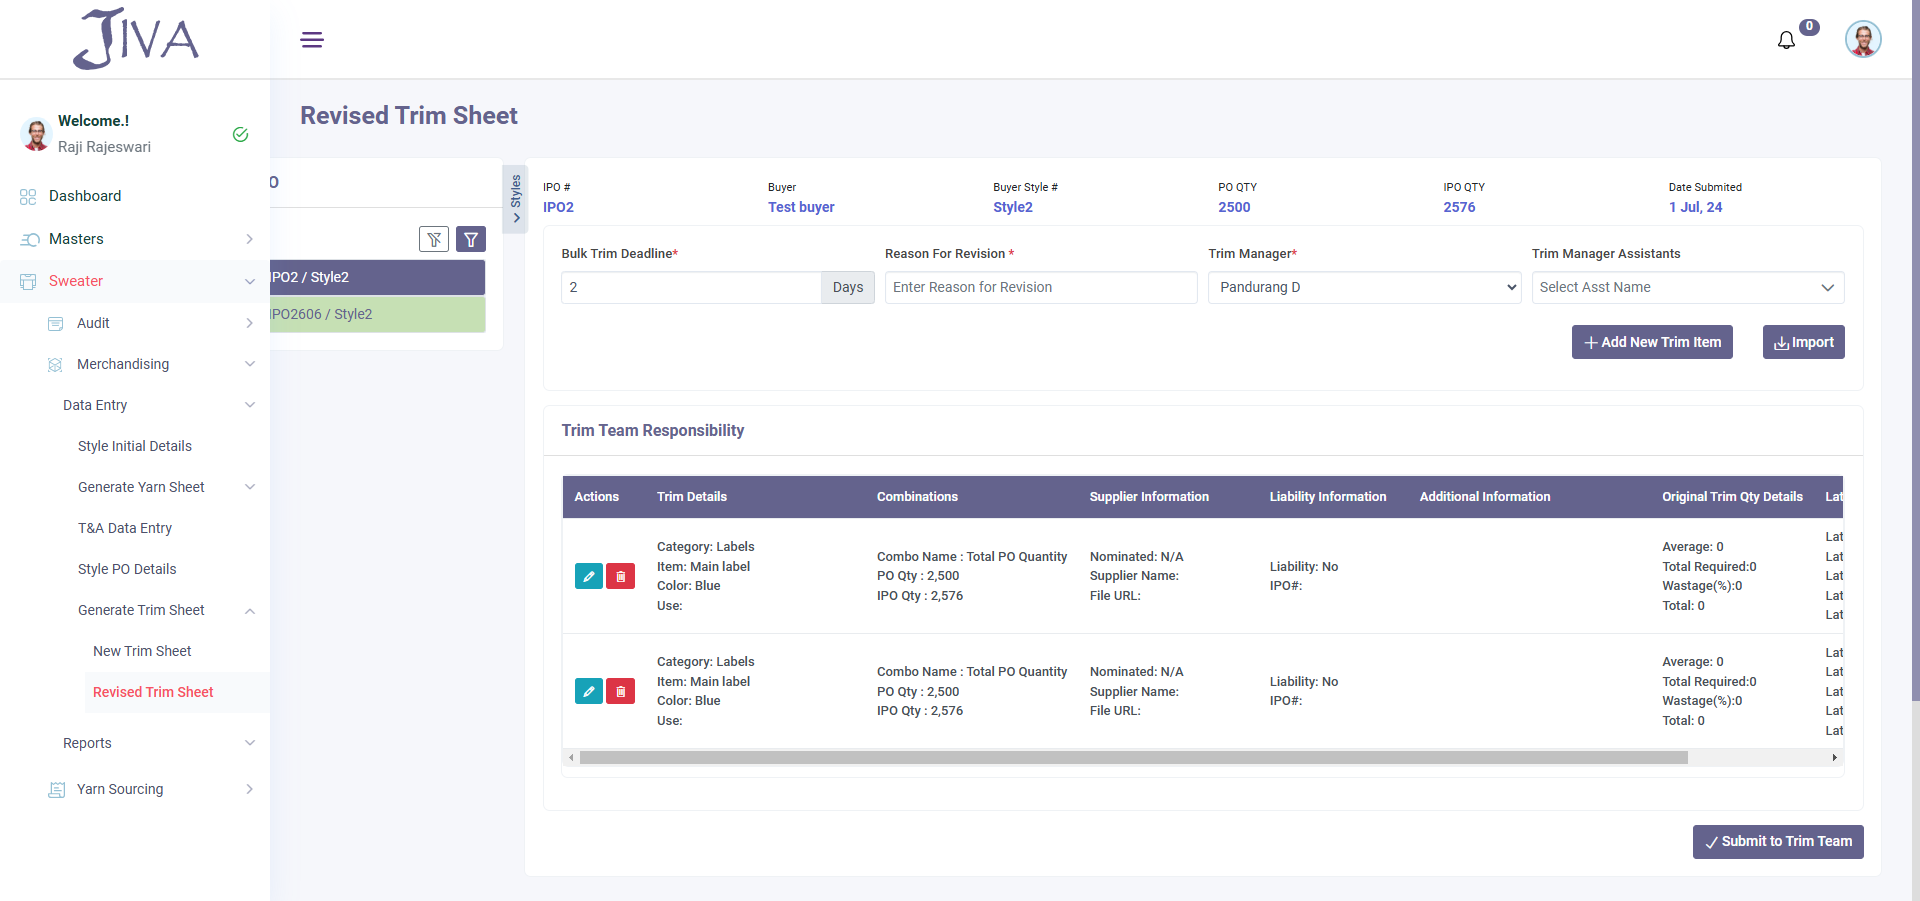 JIVA
0
Welcome.!
Raji Rajeswari
Dashboard
Masters
Sweater
Audit
Merchandising
Data Entry
Style Initial Details
Generate Yarn Sheet
T&A Data Entry
Style PO Details
Generate Trim Sheet
New Trim Sheet
Revised Trim Sheet
Reports
Yarn Sourcing
Revised Trim Sheet
O
IPO2 / Style2
IPO2606 / Style2
Styles
IPO #
IPO2
Buyer
Test buyer
Buyer Style #
Style2
PO QTY
2500
IPO QTY
2576
Date Submited
1 Jul, 24
Bulk Trim Deadline*
2 Days
Reason For Revision *
Enter Reason for Revision
Trim Manager*
Pandurang D
Trim Manager Assistants
Select Asst Name
Add New Trim Item
Import
Trim Team Responsibility
Actions Trim Details Combinations Supplier Information Liability Information Additional Information Original Trim Qty Details Lat
Category: Labels
Item: Main label
Color: Blue
Use:
Combo Name : Total PO Quantity
PO Qty : 2,500
IPO Qty : 2,576
Nominated: N/A
Supplier Name:
File URL:
Liability: No
IPO#:
Average: 0
Total Required:0
Wastage(%):0
Total: 0
Lat
Lat
Lat
Lat
Lat
Category: Labels
Item: Main label
Color: Blue
Use:
Combo Name : Total PO Quantity
PO Qty : 2,500
IPO Qty : 2,576
Nominated: N/A
Supplier Name:
File URL:
Liability: No
IPO#:
Average: 0
Total Required:0
Wastage(%):0
Total: 0
Lat
Lat
Lat
Lat
Lat
Submit to Trim Team